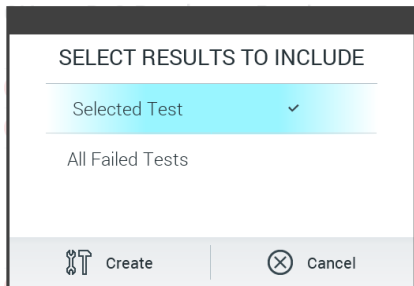 SELECT RESULTS TO INCLUDE
Selected Test
All Failed Tests
Create Cancel